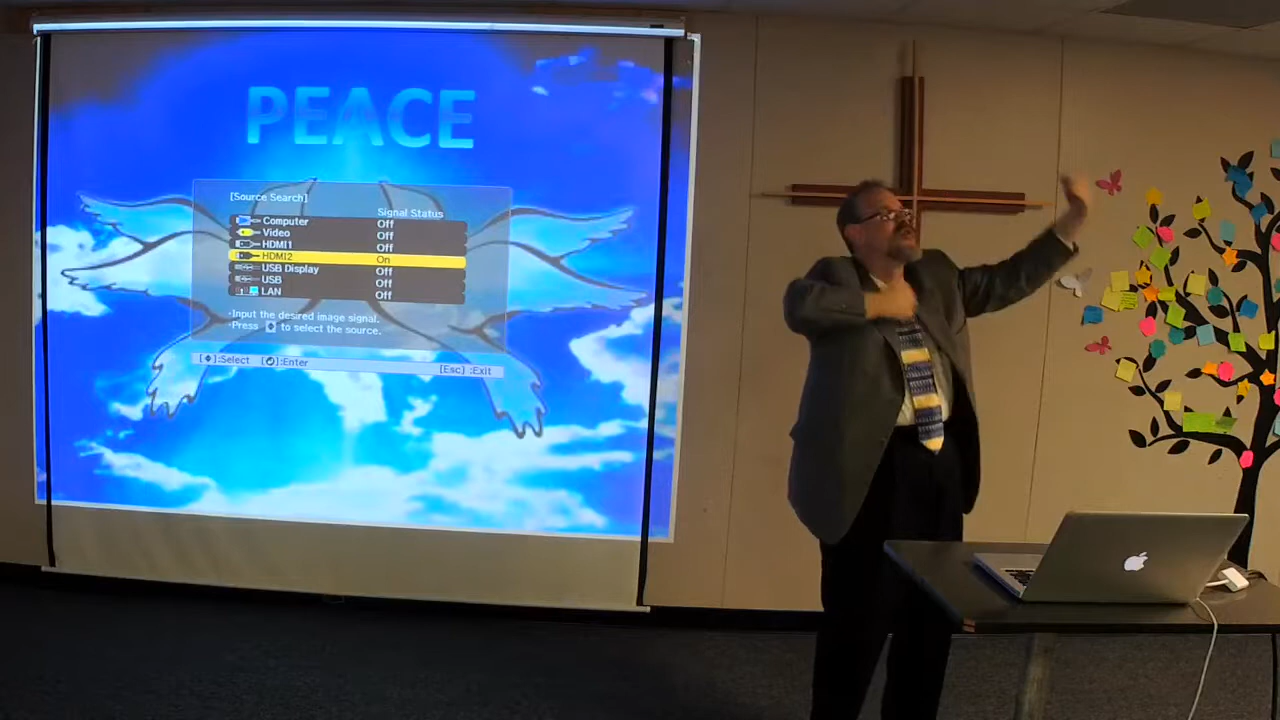 PEACE
[Source Search]
Signal Status
Computer Off
Video Off
HDMI1 Off
HDMI2 On
USB Display Off
USB Off
LAN Off
·Input the desired image signal.
·Press to select the source.
[ ]:Select [ ]:Enter [Esc] :Exit